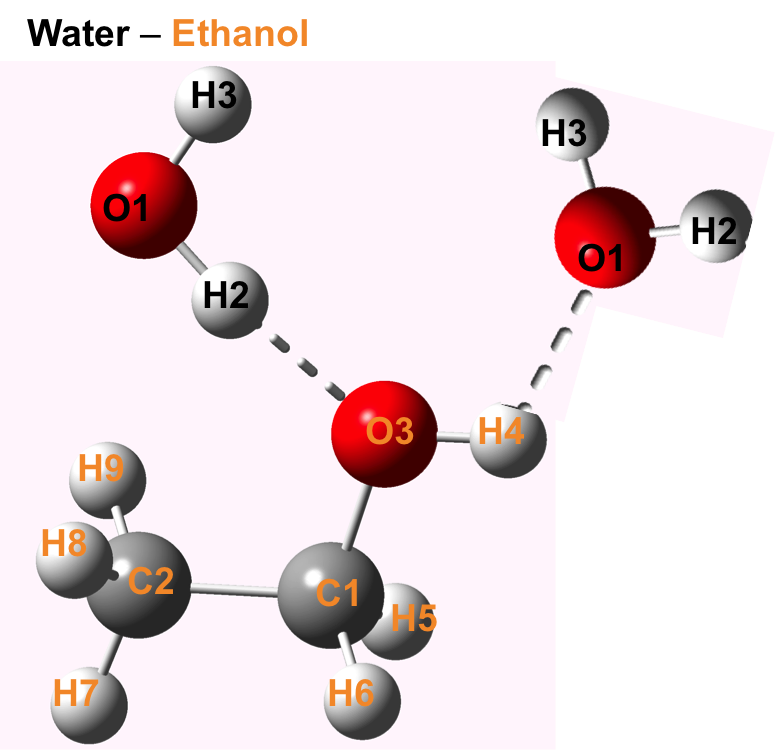 Water – Ethanol
H3
H3
O1
H2
O1
H2
O3
H4
H9
H8
C2
C1
H5
H7
H6